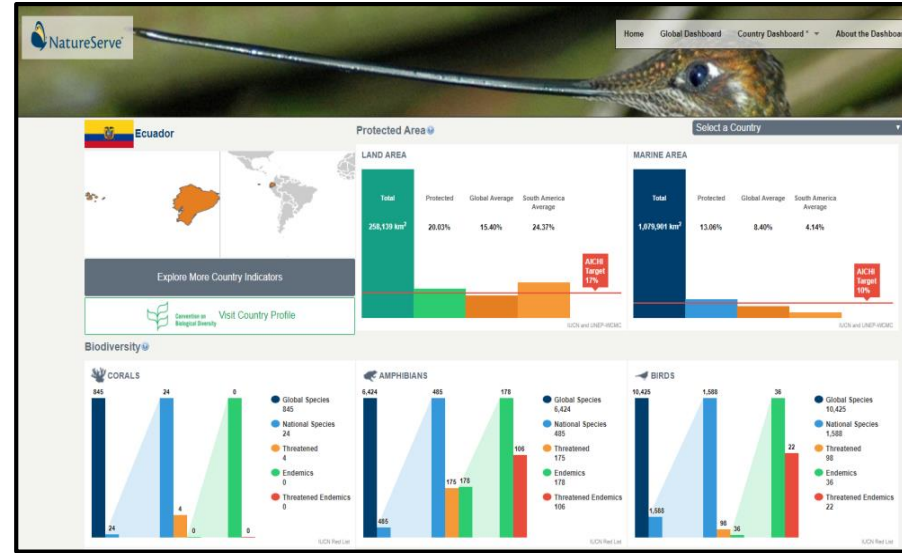 NatureServe
Home Global Dashboard Country Dashboard * About the Dashboar
Ecuador
Explore More Country Indicators
Convention on
Biological Diversity
Visit Country Profile
Protected Area
Select a Country
LAND AREA
Total Protected Global Average South America
Average
258,139 km² 20.03% 15.40% 24.37%
AICHI
Target
17%
IUCN and UNEP-WCMC
MARINE AREA
Total Protected Global Average South America
Average
1,079,901 km² 13.06% 8.40% 4.14%
AICHI
Target
10%
IUCN and UNEP-WCMC
Biodiversity
CORALS
845 24 0
24 4 0 0
Global Species
845
National Species
24
Threatened
4
Endemics
0
Threatened Endemics
0
IUCN Red List
AMPHIBIANS
6,424 485 178
485 175 178 106
Global Species
6,424
National Species
485
Threatened
175
Endemics
178
Threatened Endemics
106
IUCN Red List
BIRDS
10,425 1,588 36
1,588 98 36 22
Global Species
10,425
National Species
1,588
Threatened
98
Endemics
36
Threatened Endemics
22
IUCN Red List